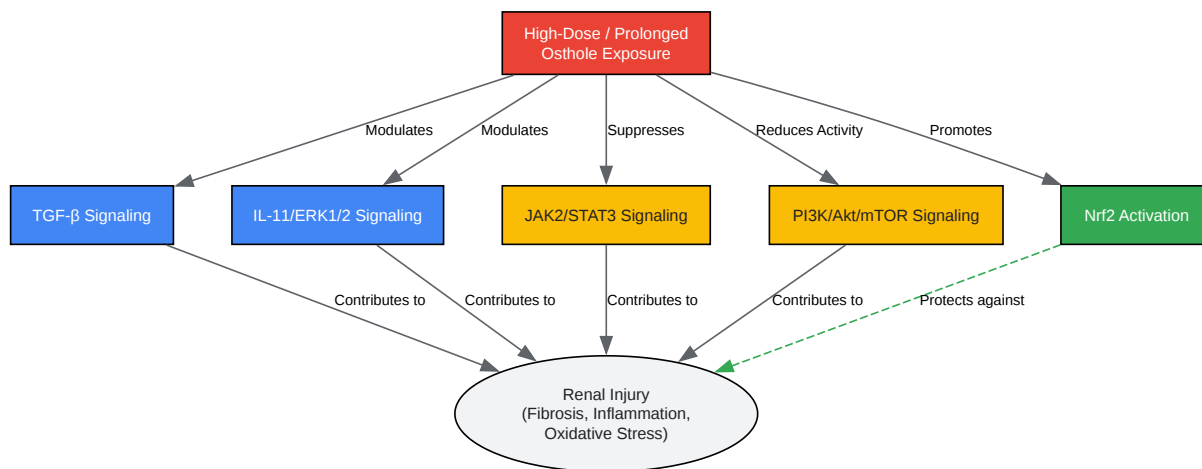 High-Dose / Prolonged
Osthole Exposure
Modulates
Modulates
Suppresses
Reduces Activity
Promotes
TGF-β Signaling
IL-11/ERK1/2 Signaling
JAK2/STAT3 Signaling
PI3K/Akt/mTOR Signaling
Nrf2 Activation
Contributes to
Contributes to
Contributes to
Contributes to
Protects against
Renal Injury
(Fibrosis, Inflammation,
Oxidative Stress)